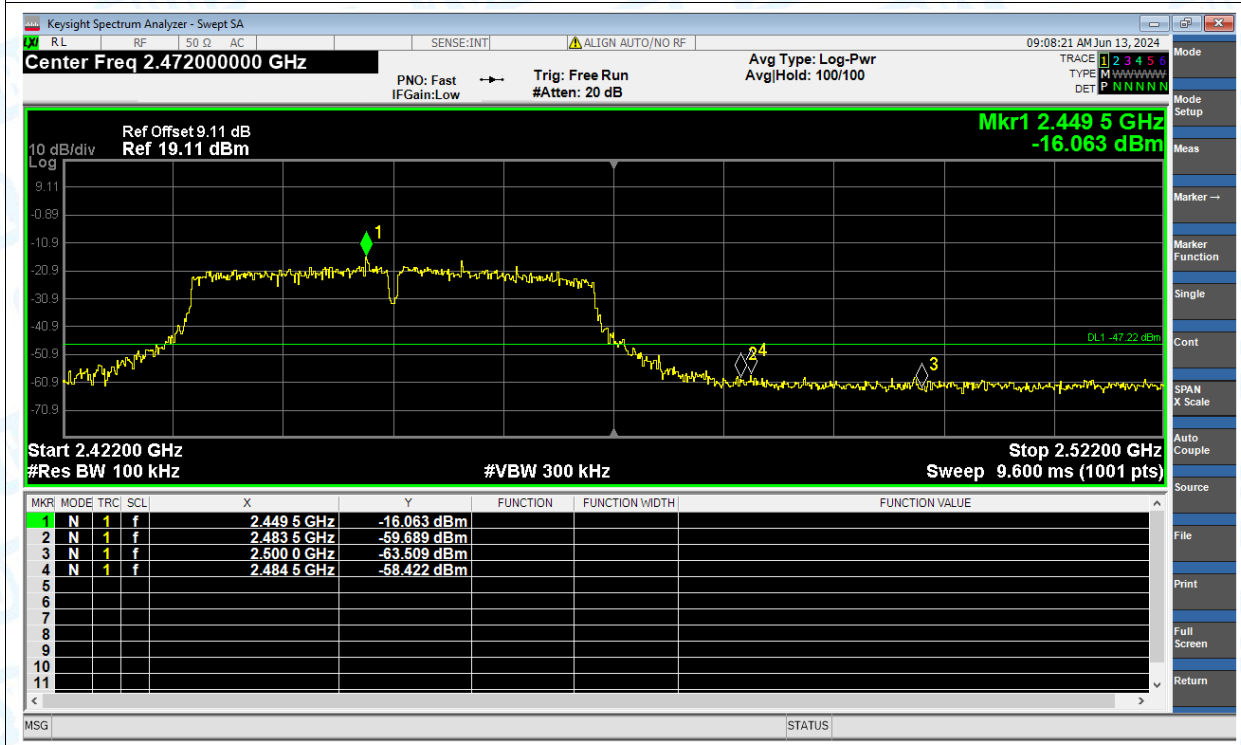 Keysight Spectrum Analyzer - Swept SA
LXI RL RF 50 Ω AC SENSE:INT ALIGN AUTO/NO RF 09:08:21 AM Jun 13, 2024
Center Freq 2.472000000 GHz
PNO: Fast
IFGain:Low
Trig: Free Run
#Atten: 20 dB
Avg Type: Log-Pwr
Avg|Hold: 100/100
TRACE 1 2 3 4 5 6
TYPE M WWWWW
DET P N N N N N
Mkr1 2.449 5 GHz
-16.063 dBm
Ref Offset 9.11 dB
10 dB/div Ref 19.11 dBm
Log
9.11
-0.89
-10.9
-20.9
-30.9
-40.9
-50.9
-60.9
-70.9
1
2
4
3
DL1 -47.22 dBm
Start 2.42200 GHz Stop 2.52200 GHz
#Res BW 100 kHz #VBW 300 kHz Sweep 9.600 ms (1001 pts)
MKR MODE TRC SCL X Y FUNCTION FUNCTION WIDTH FUNCTION VALUE
1 N 1 f 2.449 5 GHz -16.063 dBm
2 N 1 f 2.483 5 GHz -59.689 dBm
3 N 1 f 2.500 0 GHz -63.509 dBm
4 N 1 f 2.484 5 GHz -58.422 dBm
5
6
7
8
9
10
11
MSG STATUS
Mode
Mode
Setup
Meas
Marker→
Marker
Function
Single
Cont
SPAN
X Scale
Auto
Couple
Source
File
Print
Full
Screen
Return